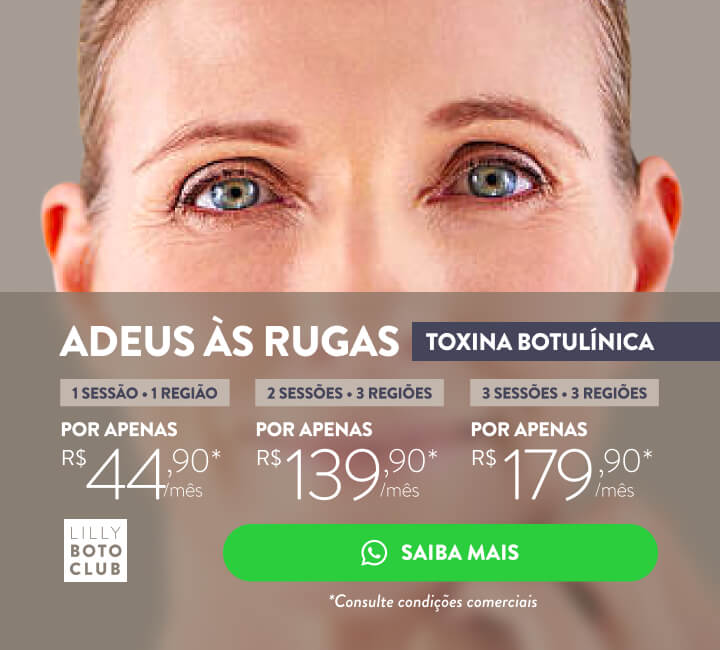 ADEUS ÀS RUGAS TOXINA BOTULÍNICA
1 SESSÃO • 1 REGIÃO
POR APENAS
R$ 44,90*
/mês
2 SESSÕES • 3 REGIÕES
POR APENAS
R$ 139,90*
/mês
3 SESSÕES • 3 REGIÕES
POR APENAS
R$ 179,90*
/mês
LILLY
BOTO
CLUB
SAIBA MAIS
*Consulte condições comerciais